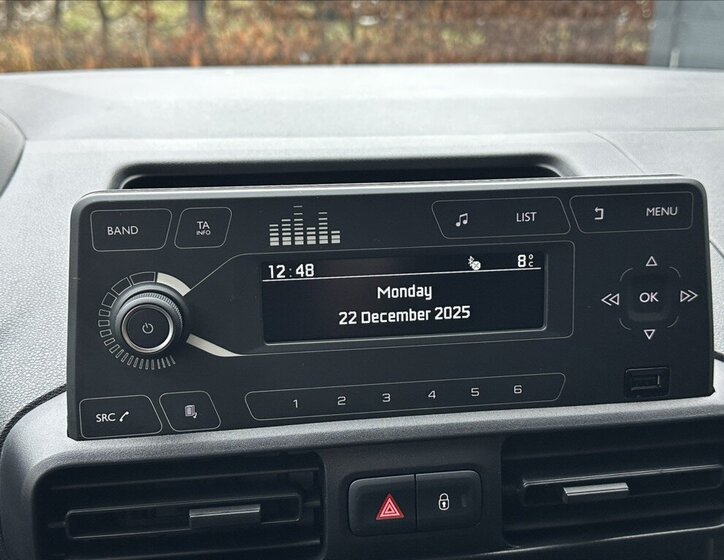 BAND
TA
INFO
LIST
MENU
12:48
8°C
Monday
22 December 2025
OK
SRC
1 2 3 4 5 6